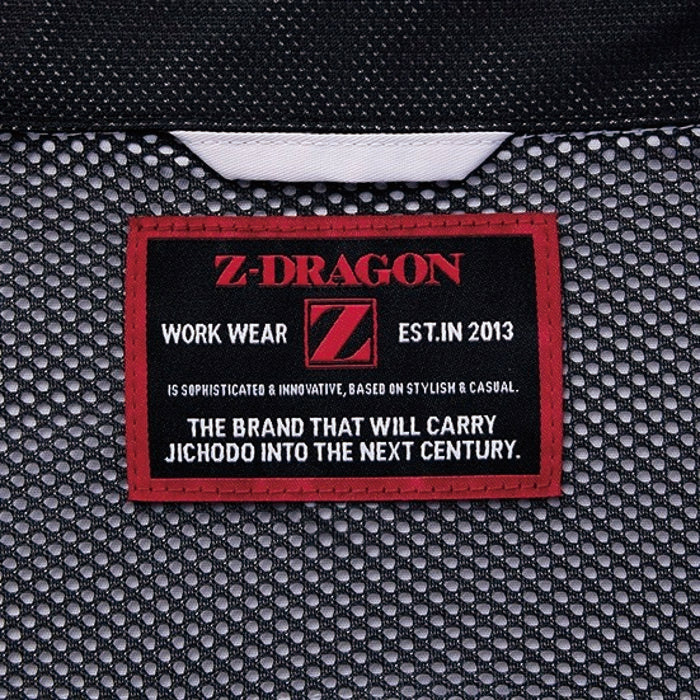 Z-DRAGON
WORK WEAR Z EST.IN 2013
IS SOPHISTICATED & INNOVATIVE, BASED ON STYLISH & CASUAL.
THE BRAND THAT WILL CARRY
JICHODO INTO THE NEXT CENTURY.